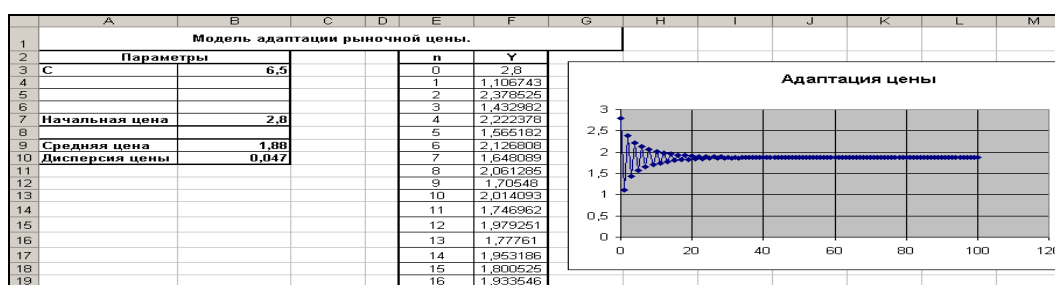 A B C D E F G H I J K L M
1 Модель адаптации рыночной цены.
2 Параметры n Y
3 C 6,5 0 2,8
4 1 1,106743
5 2 2,378525
6 3 1,432982
7 Начальная цена 2,8 4 2,222378
8 5 1,565182
9 Средняя цена 1,88 6 2,126808
10 Дисперсия цены 0,047 7 1,648089
11 8 2,061285
12 9 1,70548
13 10 2,014093
14 11 1,746962
15 12 1,979251
16 13 1,77761
17 14 1,953186
18 15 1,800525
19 16 1,933546
Адаптация цены
3
2,5
2
1,5
1
0,5
0
0 20 40 60 80 100 120